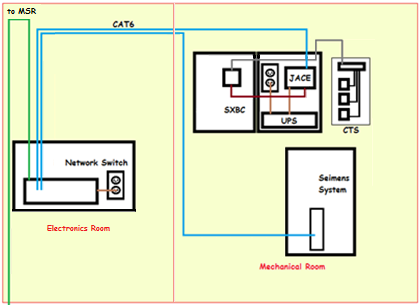 to MSR
CAT6
JACE
SXBC
UPS
CTS
Network Switch
Seimens
System
Electronics Room
Mechanical Room